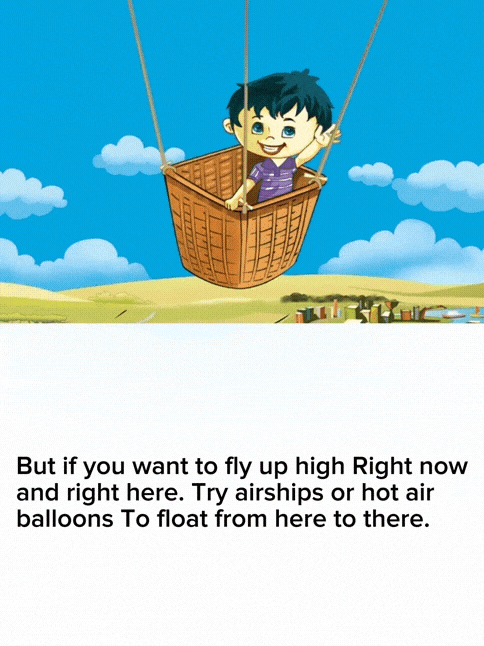 But if you want to fly up high Right now
and right here. Try airships or hot air
balloons To float from here to there.